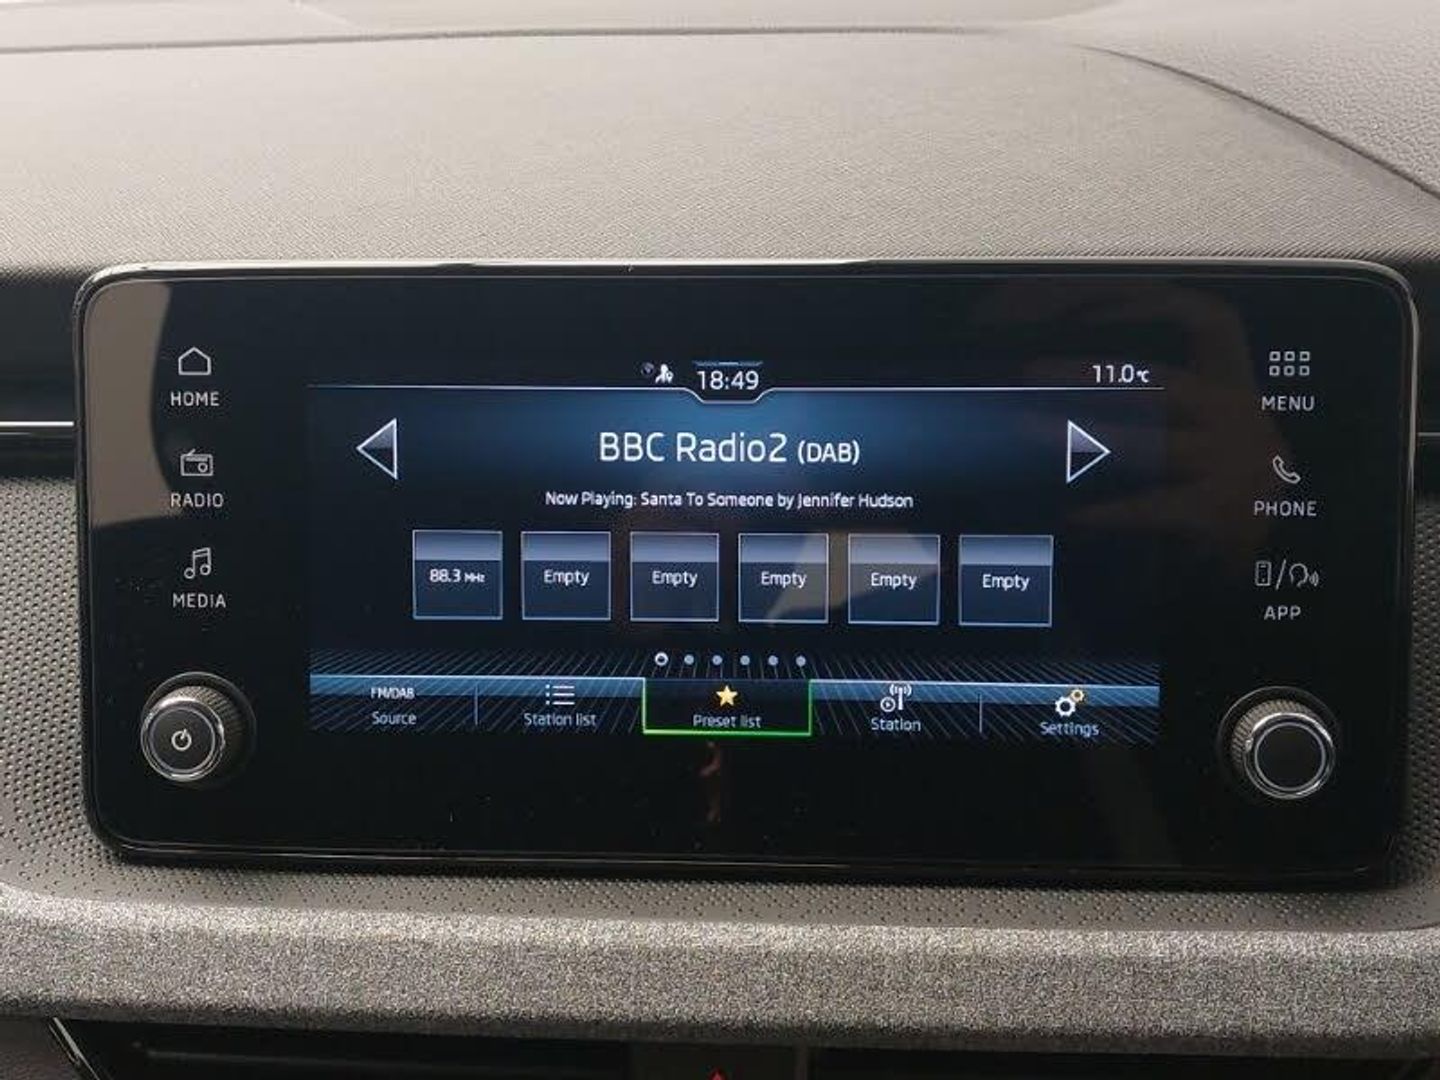 18:49
11.0°C
HOME
MENU
BBC Radio2 (DAB)
RADIO
PHONE
Now Playing: Santa To Someone by Jennifer Hudson
MEDIA
88.3 MHz Empty Empty Empty Empty Empty
APP
FM/DAB
Source
Station list
Preset list
Station
Settings